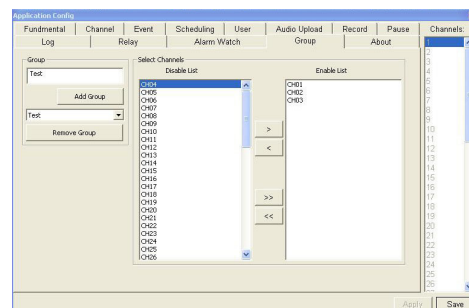 Application Config
Fundmental Channel Event Scheduling User Audio Upload Record Pause Channels:
Log Relay Alarm Watch Group About
Group
Test
Add Group
Test
Remove Group
Select Channels
Disable List
CH04
CH05
CH06
CH07
CH08
CH09
CH10
CH11
CH12
CH13
CH14
CH15
CH16
CH17
CH18
CH19
CH20
CH21
CH22
CH23
CH24
CH25
CH26
>
<
>>
<<
Enable List
CH01
CH02
CH03
1
2
3
4
5
6
7
8
9
10
11
12
13
14
15
16
17
18
19
20
21
22
23
24
25
26
Apply Save